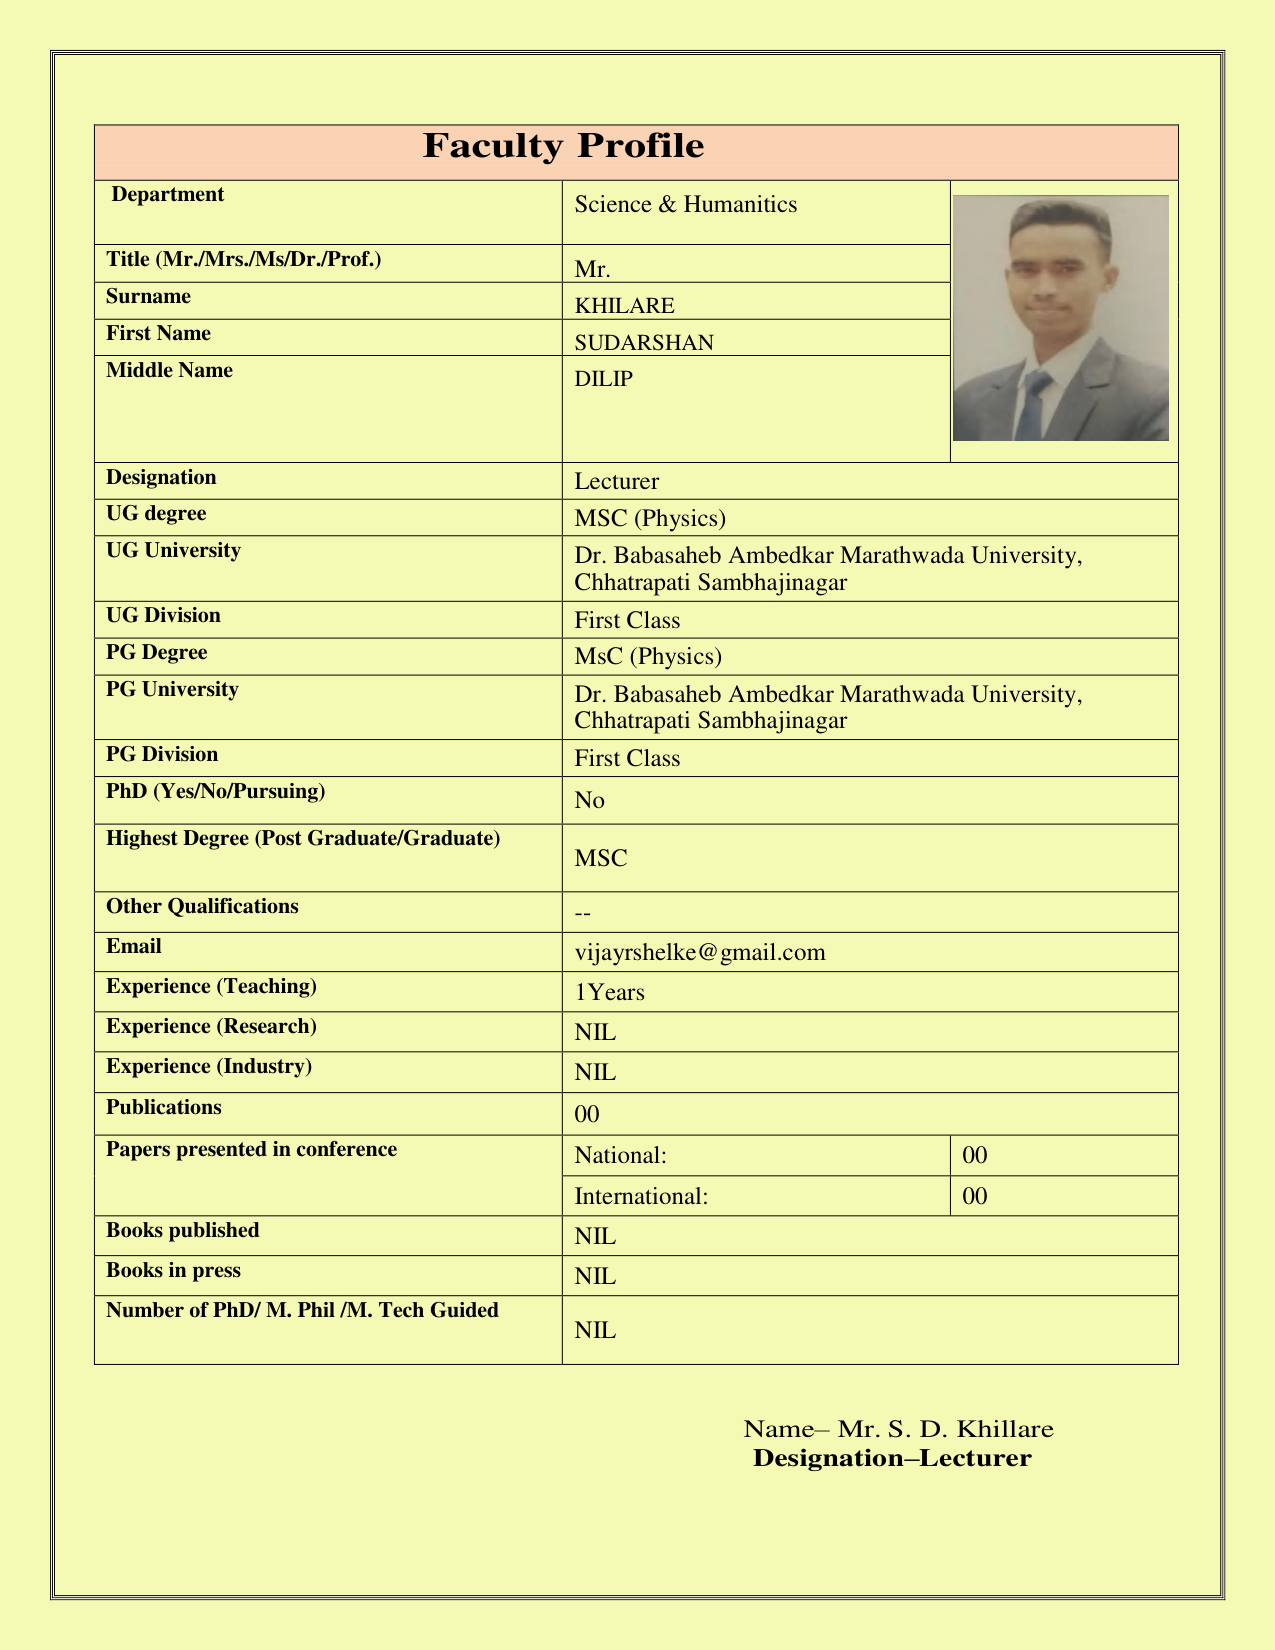 Faculty Profile
Department
Science & Humanitics
Title (Mr./Mrs./Ms/Dr./Prof.)
Mr.
Surname
KHILARE
First Name
SUDARSHAN
Middle Name
DILIP
Designation
Lecturer
UG degree
MSC (Physics)
UG University
Dr. Babasaheb Ambedkar Marathwada University,
Chhatrapati Sambhajinagar
UG Division
First Class
PG Degree
MsC (Physics)
PG University
Dr. Babasaheb Ambedkar Marathwada University,
Chhatrapati Sambhajinagar
PG Division
First Class
PhD (Yes/No/Pursuing)
No
Highest Degree (Post Graduate/Graduate)
MSC
Other Qualifications
--
Email
vijayrshelke@gmail.com
Experience (Teaching)
1Years
Experience (Research)
NIL
Experience (Industry)
NIL
Publications
00
Papers presented in conference
National:
00
International:
00
Books published
NIL
Books in press
NIL
Number of PhD/ M. Phil /M. Tech Guided
NIL
Name– Mr. S. D. Khillare
Designation–Lecturer